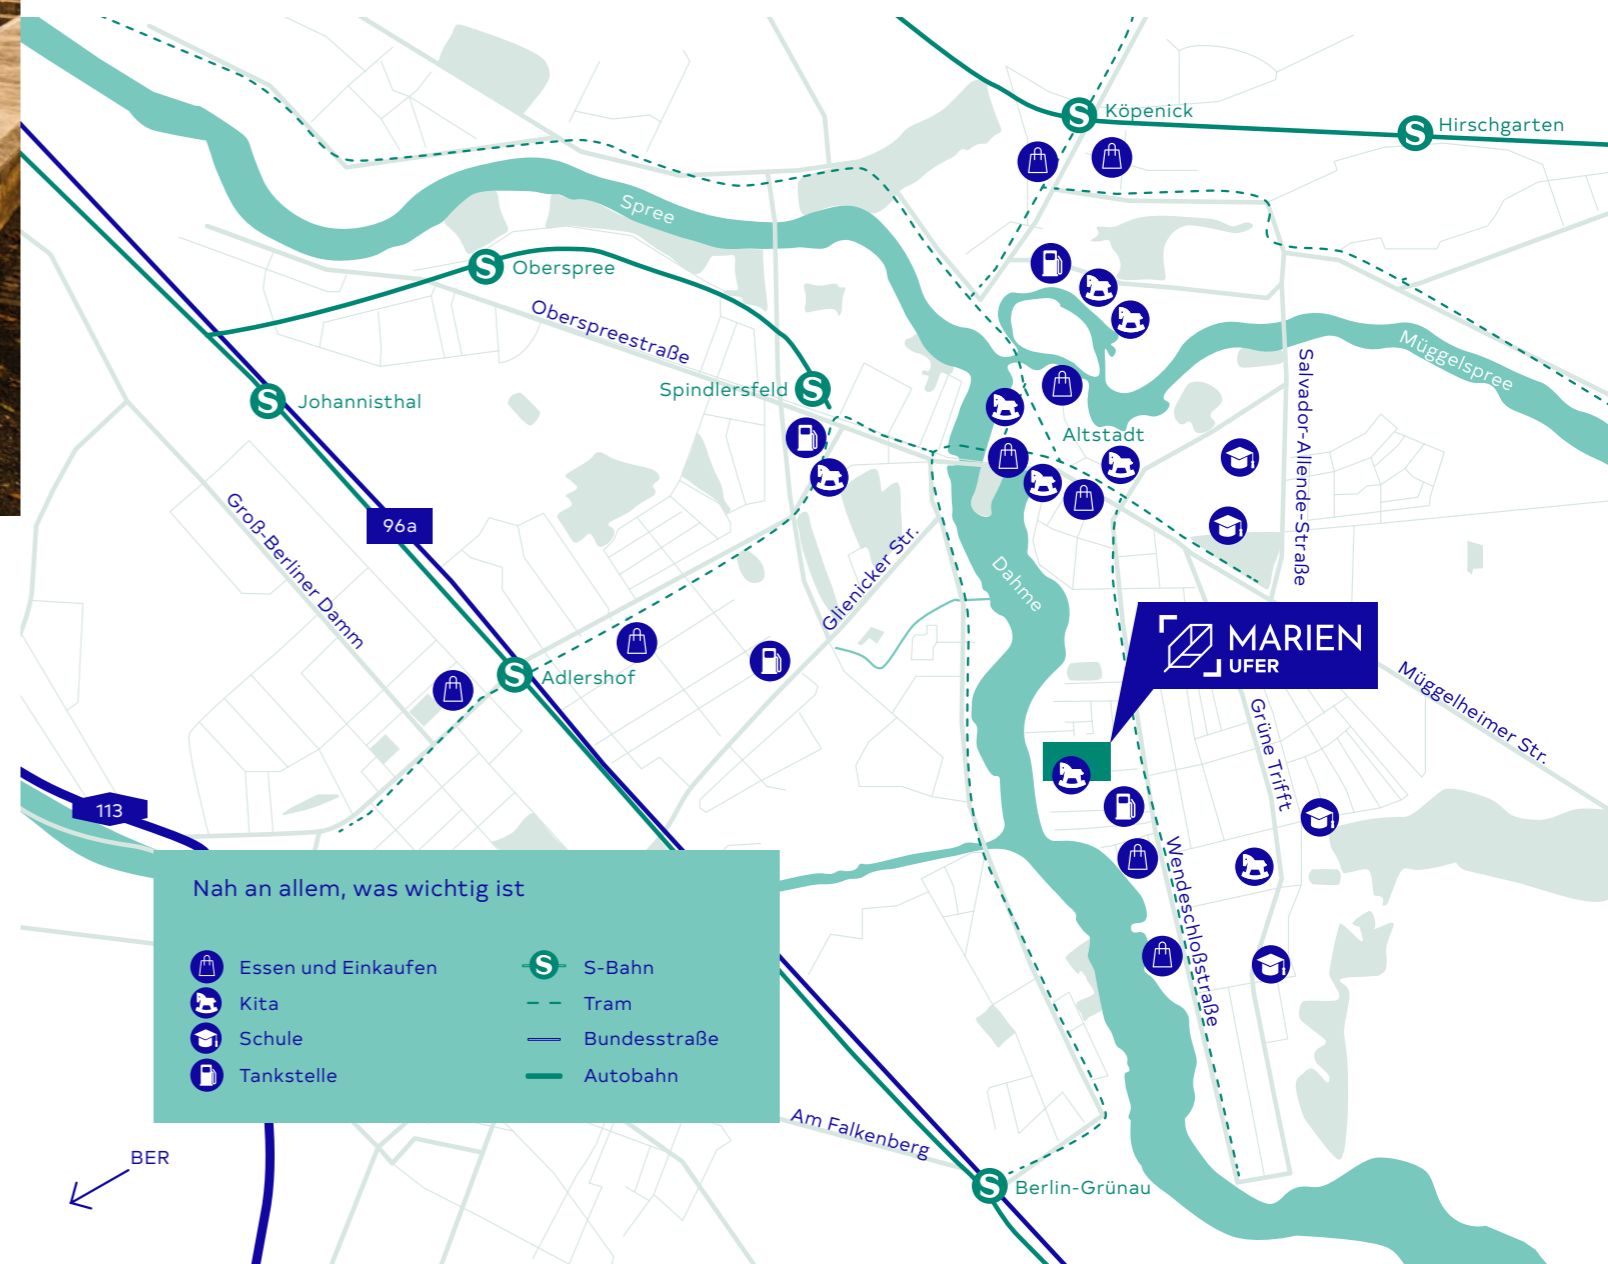 Köpenick
Hirschgarten
Spree
Oberspree
Oberspreestraße
Müggelspree
Spindlersfeld
Johannisthal
Salvador-Allende-Straße
Altstadt
96a
Groß-Berliner Damm
Glienicker Str.
Dahme
MARIEN
UFER
Adlershof
Müggelheimer Str.
Grüne Trifft
113
Wendeschloßstraße
Nah an allem, was wichtig ist
Essen und Einkaufen
Kita
Schule
Tankstelle
S S-Bahn
Tram
Bundesstraße
Autobahn
Am Falkenberg
BER
Berlin-Grünau
S
S
S
S
S
S
S